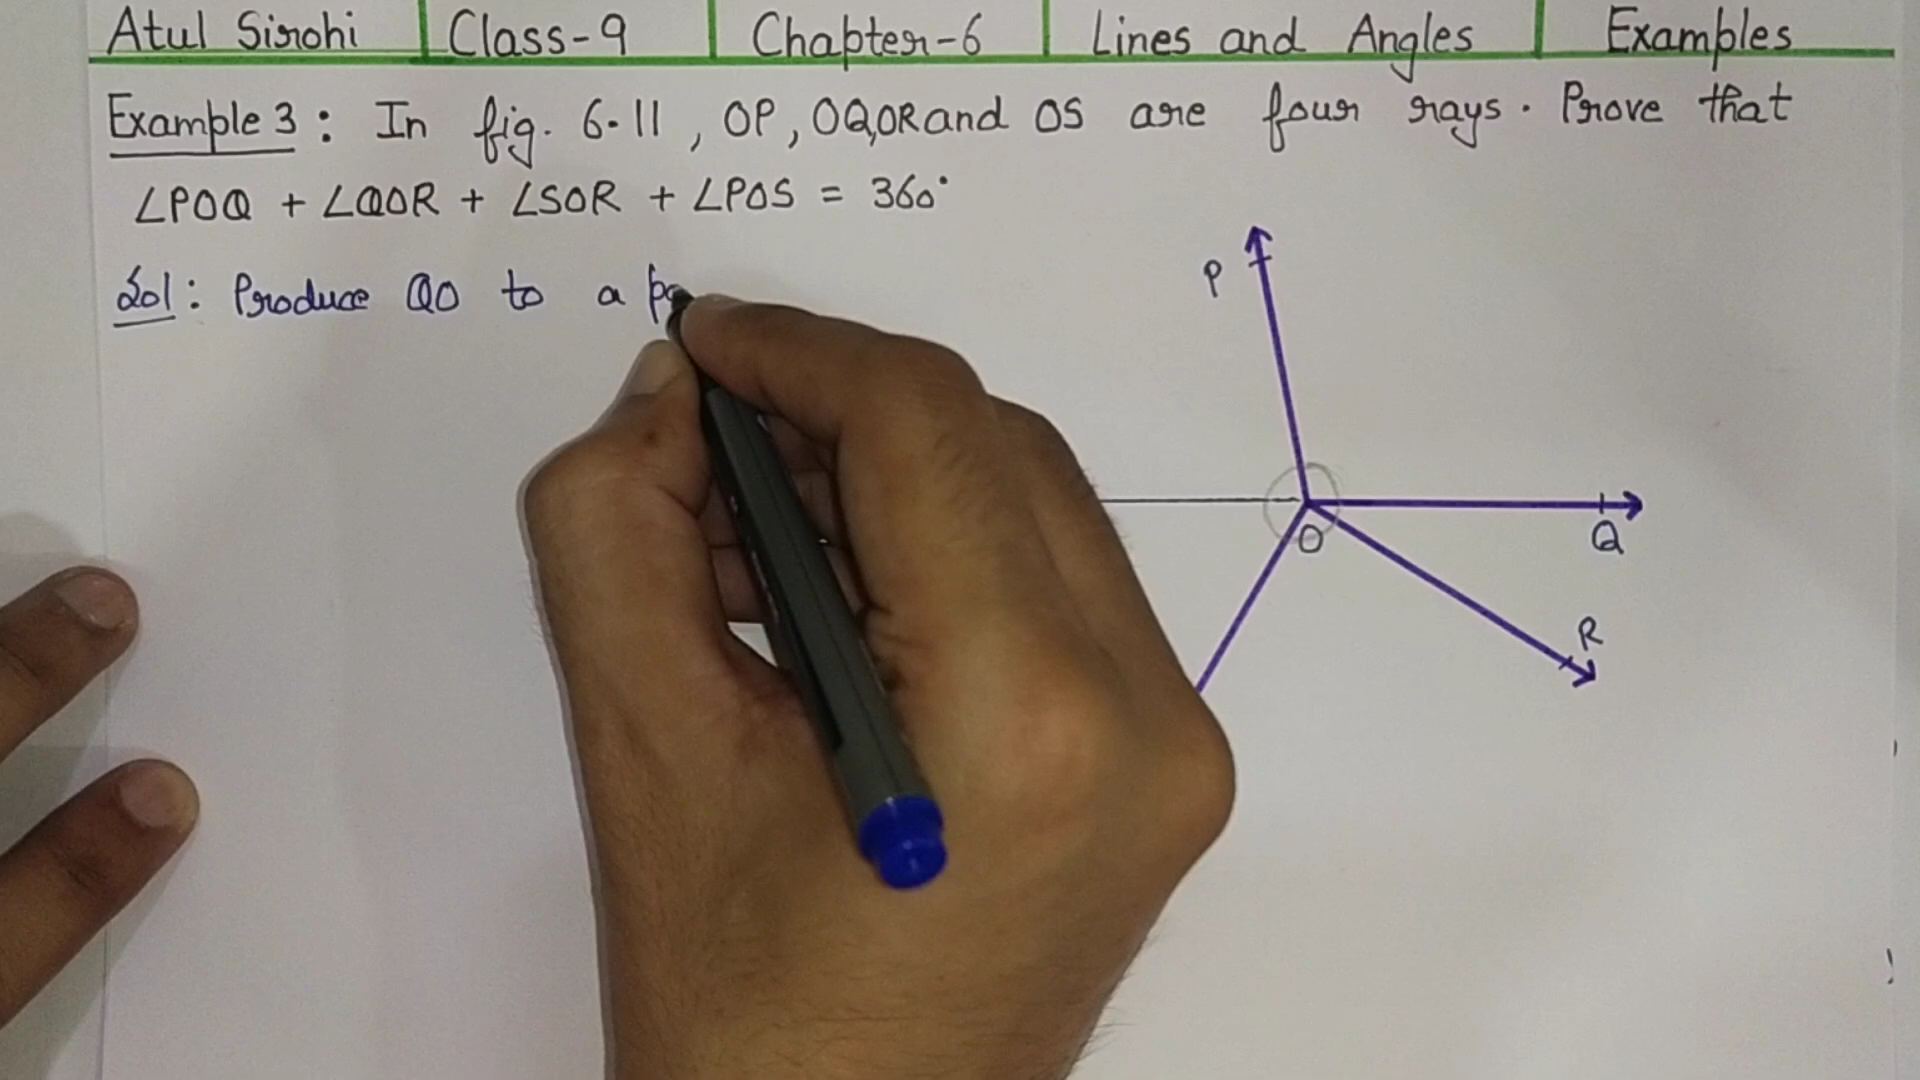 Atul Sirohi Class-9 Chapter-6 Lines and Angles Examples
Example 3 : In fig. 6.11 , OP, OQ,OR and OS are four rays. Prove that
∠POQ + ∠QOR + ∠SOR + ∠POS = 360°
Sol : Produce QO to a
P
O
Q
R